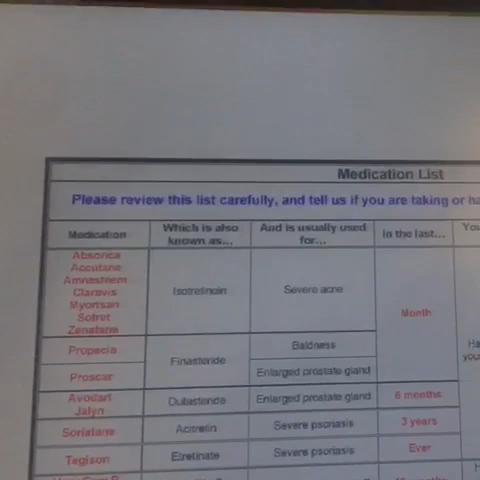 Medication List
Please review this list carefully, and tell us if you are taking or
Medication
Which is also known as...
And is usually used for...
in the last...
Absorica
Accutane
Amnesteem
Claravis
Myorisan
Sotret
Zenatane
Isotretinoin
Severe acne
Month
Propecia
Finasteride
Baldness
Proscar
Enlarged prostate gland
Avodart
Jalyn
Dutasteride
Enlarged prostate gland
6 months
Soriatane
Acitretin
Severe psoriasis
3 years
Tegison
Etretinate
Severe psoriasis
Ever